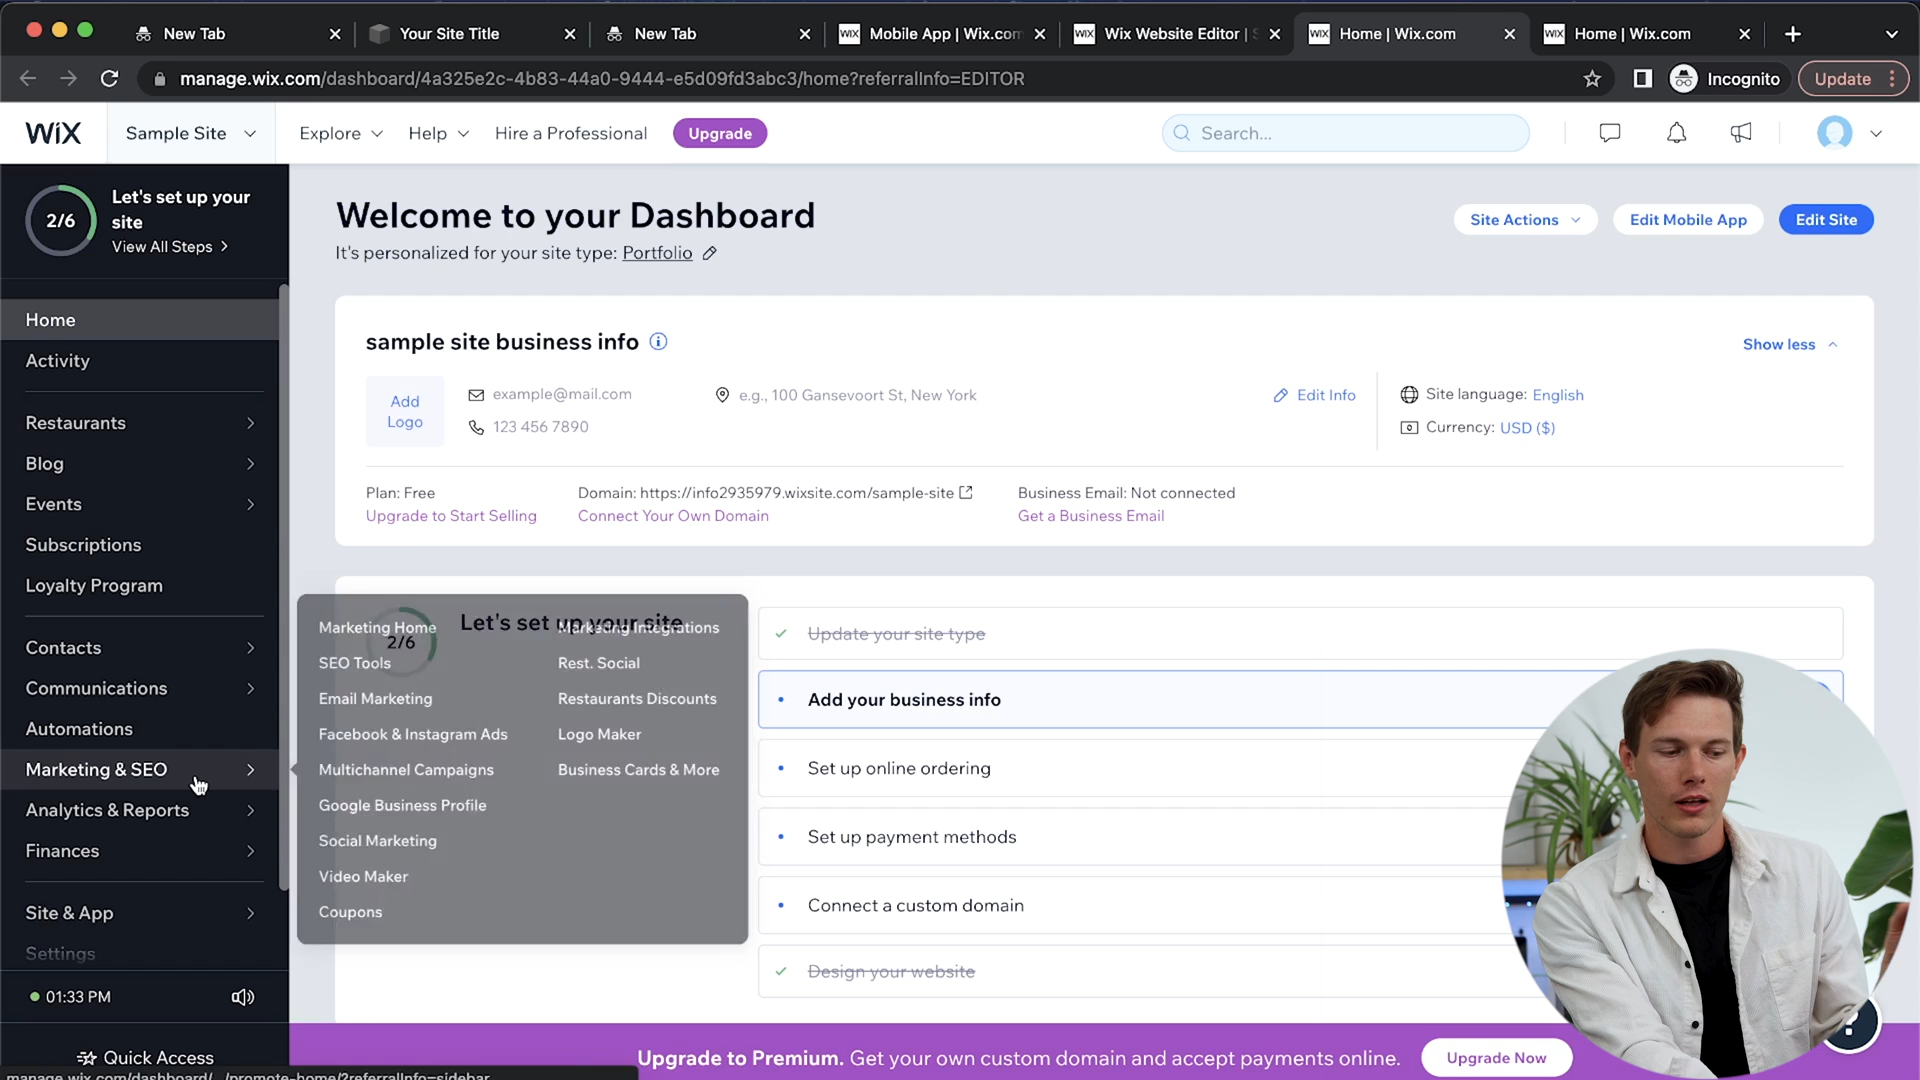 New Tab
Your Site Title
New Tab
WIX Mobile App | Wix.com
WIX Wix Website Editor |
WIX Home | Wix.com
WIX Home | Wix.com
manage.wix.com/dashboard/4a325e2c-4b83-44a0-9444-e5d09fd3abc3/home?referralInfo=EDITOR
Incognito
Update
WIX
Sample Site
Explore
Help
Hire a Professional
Upgrade
Search...
2/6
Let's set up your
site
View All Steps
Home
Activity
Restaurants
Blog
Events
Subscriptions
Loyalty Program
Contacts
Communications
Automations
Marketing & SEO
Analytics & Reports
Finances
Site & App
Settings
01:33 PM
Quick Access
manage.wix.com/dashboard/.../promote-home/?referralInfo=sidebar
Welcome to your Dashboard
It's personalized for your site type: Portfolio
Site Actions
Edit Mobile App
Edit Site
sample site business info
Show less
Add
Logo
example@mail.com
123 456 7890
e.g., 100 Gansevoort St, New York
Edit Info
Site language: English
Currency: USD ($)
Plan: Free
Upgrade to Start Selling
Domain: https://info2935979.wixsite.com/sample-site
Connect Your Own Domain
Business Email: Not connected
Get a Business Email
2/6
Let's set up your site
Marketing Home
SEO Tools
Email Marketing
Facebook & Instagram Ads
Multichannel Campaigns
Google Business Profile
Social Marketing
Video Maker
Coupons
Marketing Integrations
Rest. Social
Restaurants Discounts
Logo Maker
Business Cards & More
Update your site type
Add your business info
Set up online ordering
Set up payment methods
Connect a custom domain
Design your website
?
Upgrade to Premium. Get your own custom domain and accept payments online.
Upgrade Now